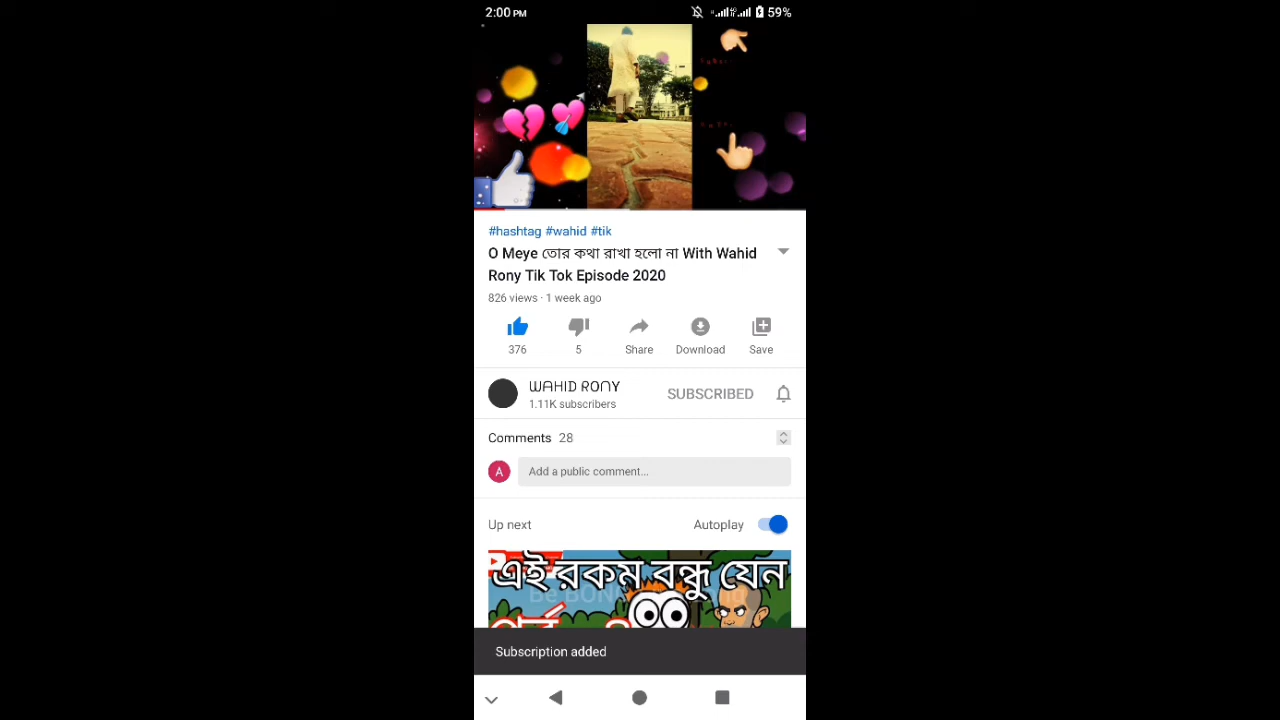 2:00 PM 59%
#hashtag #wahid #tik
O Meye তোর কথা রাখা হলো না With Wahid
Rony Tik Tok Episode 2020
826 views · 1 week ago
376 5 Share Download Save
WAHID RONY
SUBSCRIBED
1.11K subscribers
Comments 28
A Add a public comment...
Up next Autoplay
এই রকম বন্ধু যেন
Subscription added